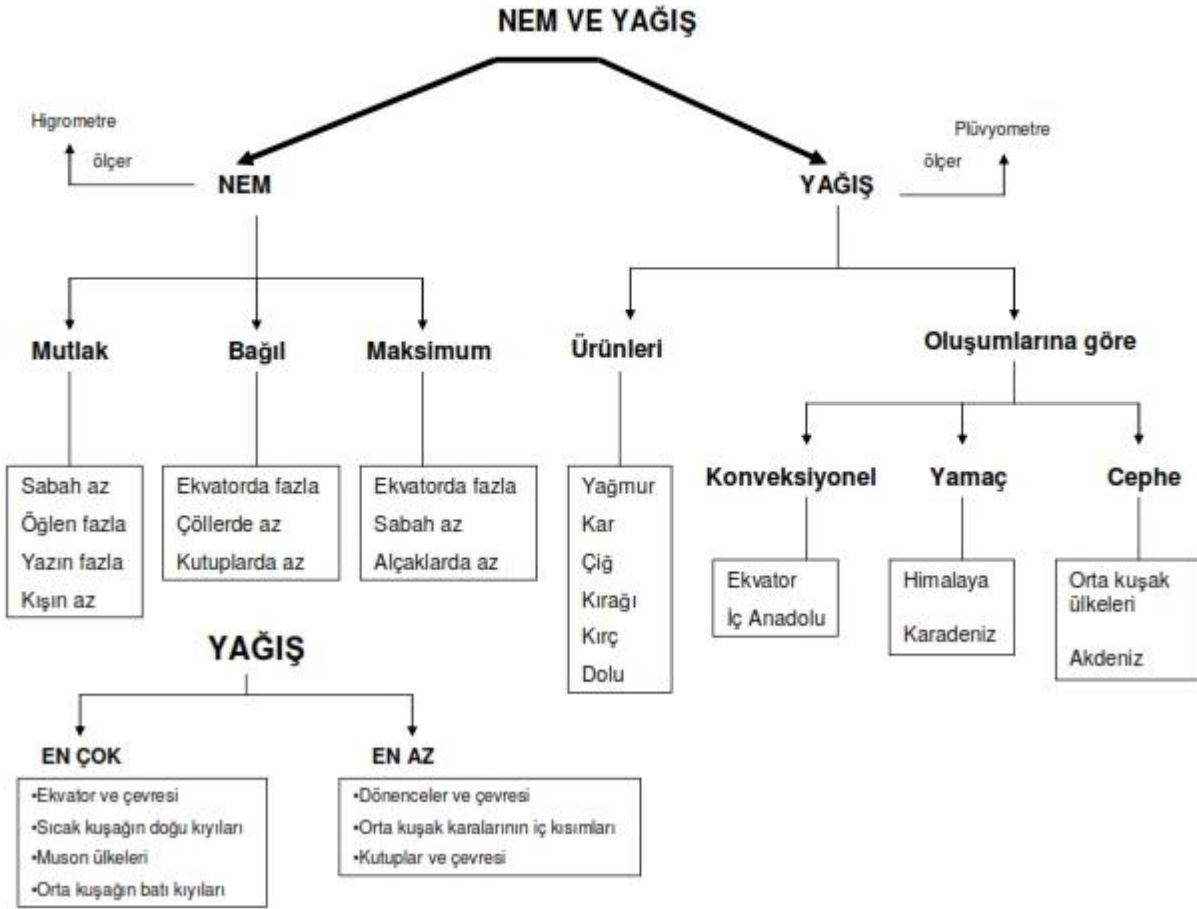 NEM VE YAĞIŞ
Higrometre
ölçer
NEM
Plüvyometre
ölçer
YAĞIŞ
Mutlak
Bağıl
Maksimum
Ürünleri
Oluşumlarına göre
Sabah az
Öğlen fazla
Yazın fazla
Kışın az
Ekvatorda fazla
Çöllerde az
Kutuplarda az
Ekvatorda fazla
Sabah az
Alçaklarda az
Yağmur
Kar
Çiğ
Kırağı
Kırç
Dolu
Konveksiyonel
Yamaç
Cephe
Ekvator
İç Anadolu
Himalaya
Karadeniz
Orta kuşak
ülkeleri
Akdeniz
YAĞIŞ
EN ÇOK
•Ekvator ve çevresi
•Sıcak kuşağın doğu kıyıları
•Muson ülkeleri
•Orta kuşağın batı kıyıları
EN AZ
•Dönenceler ve çevresi
•Orta kuşak karalarının iç kısımları
•Kutuplar ve çevresi